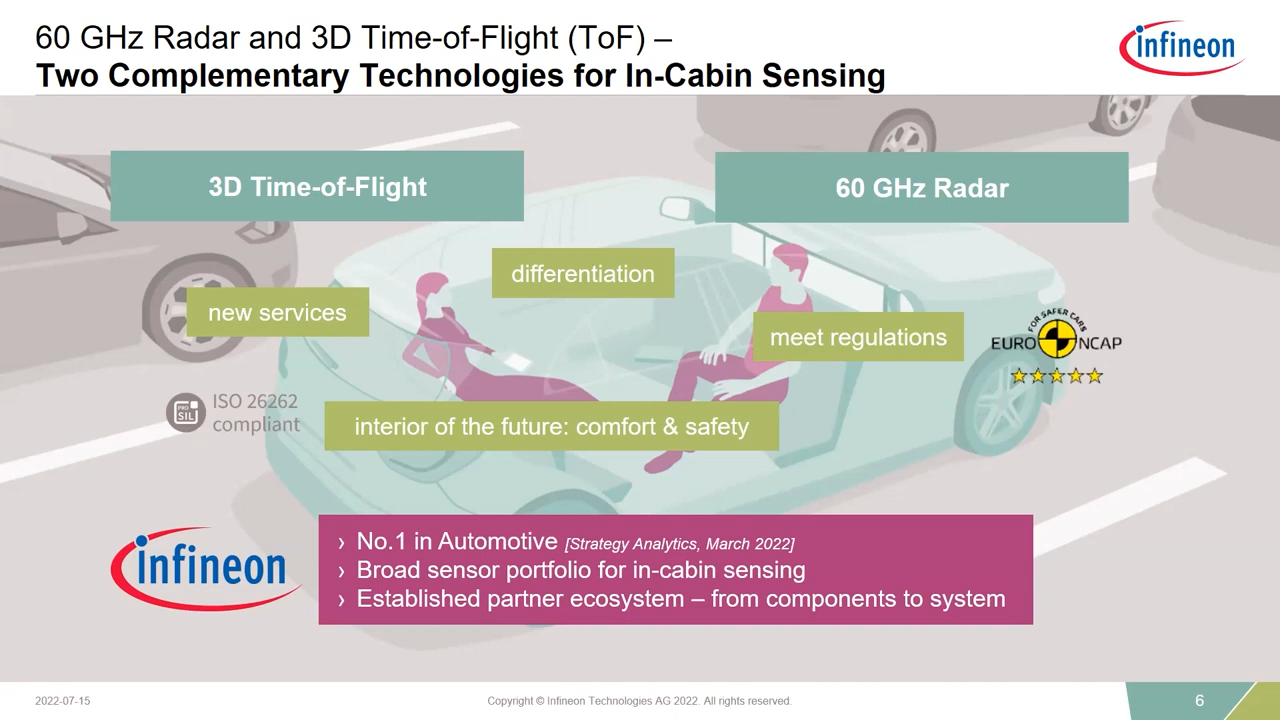 60 GHz Radar and 3D Time-of-Flight (ToF) –
Two Complementary Technologies for In-Cabin Sensing
infineon
3D Time-of-Flight
60 GHz Radar
differentiation
new services
meet regulations
FOR SAFER CARS
EURO NCAP
PRO SIL
ISO 26262
compliant
interior of the future: comfort & safety
infineon
› No.1 in Automotive [Strategy Analytics, March 2022]
› Broad sensor portfolio for in-cabin sensing
› Established partner ecosystem – from components to system
2022-07-15
Copyright © Infineon Technologies AG 2022. All rights reserved.
6